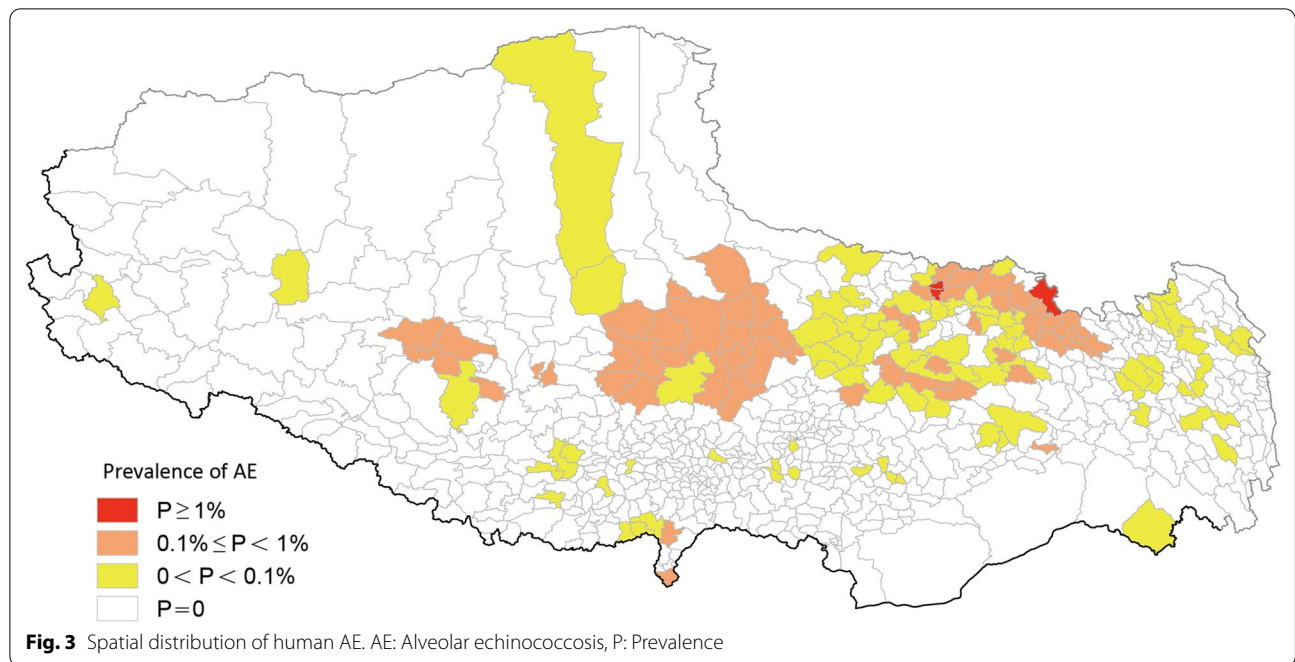 Prevalence of AE
P ≥ 1%
0.1% ≤ P < 1%
0 < P < 0.1%
P = 0
Fig. 3 Spatial distribution of human AE. AE: Alveolar echinococcosis, P: Prevalence